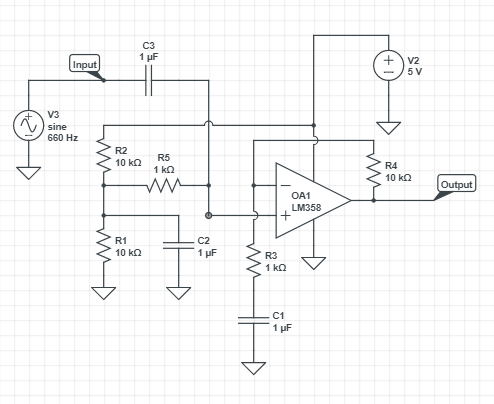 C3
1 µF
Input
V2
5 V
V3
sine
660 Hz
R2
10 kΩ
R5
1 kΩ
R4
10 kΩ
Output
OA1
LM358
R1
10 kΩ
C2
1 µF
R3
1 kΩ
C1
1 µF